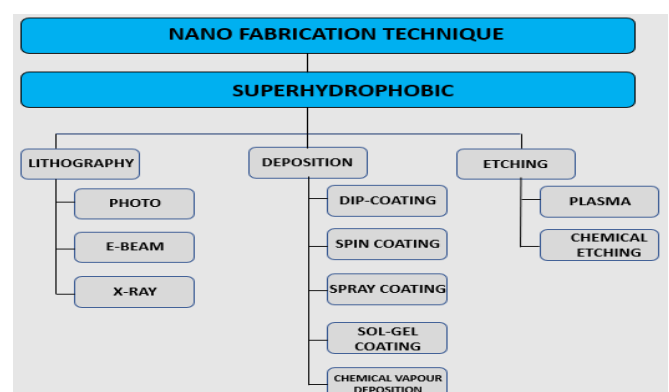 NANO FABRICATION TECHNIQUE
SUPERHYDROPHOBIC
LITHOGRAPHY
PHOTO
E-BEAM
X-RAY
DEPOSITION
DIP-COATING
SPIN COATING
SPRAY COATING
SOL-GEL
COATING
CHEMICAL VAPOUR
DEPOSITION
ETCHING
PLASMA
CHEMICAL
ETCHING